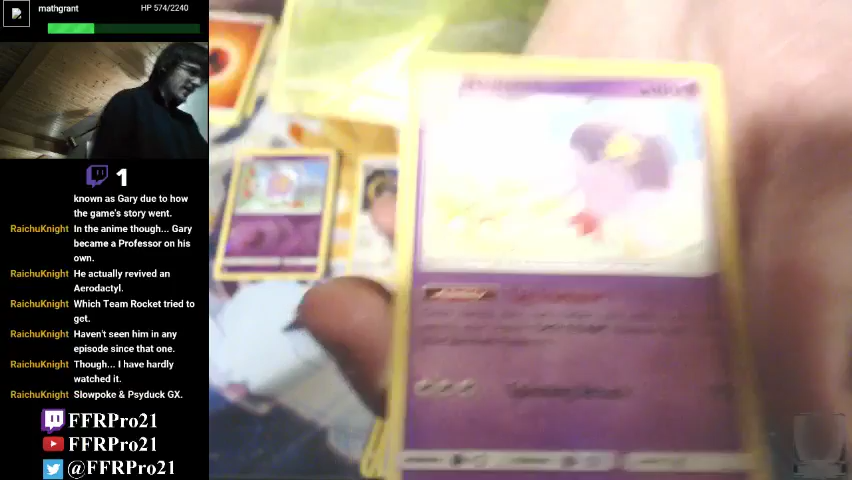 mathgrant
HP 574/2240
1
known as Gary due to how
the game's story went.
RaichuKnight In the anime though... Gary
became a Professor on his
own.
RaichuKnight He actually revived an
Aerodactyl.
RaichuKnight Which Team Rocket tried to
get.
RaichuKnight Haven't seen him in any
episode since that one.
RaichuKnight Though... I have hardly
watched it.
RaichuKnight Slowpoke & Psyduck GX.
FFRPro21
FFRPro21
@FFRPro21